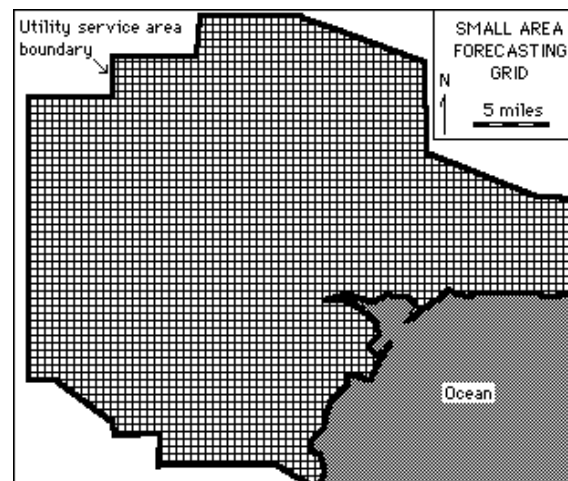 Utility service area
boundary
SMALL AREA
FORECASTING
GRID
N
5 miles
Ocean